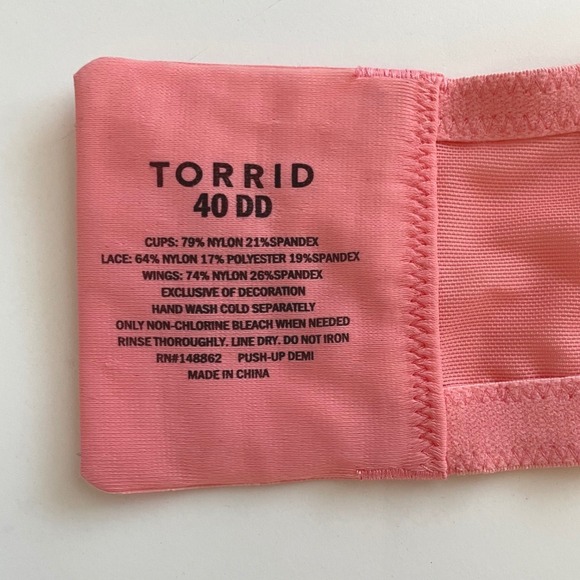 TORRID
40 DD
CUPS: 79% NYLON 21%SPANDEX
LACE: 64% NYLON 17% POLYESTER 19%SPANDEX
WINGS: 74% NYLON 26%SPANDEX
EXCLUSIVE OF DECORATION
HAND WASH COLD SEPARATELY
ONLY NON-CHLORINE BLEACH WHEN NEEDED
RINSE THOROUGHLY. LINE DRY. DO NOT IRON
RN#148862 PUSH-UP DEMI
MADE IN CHINA